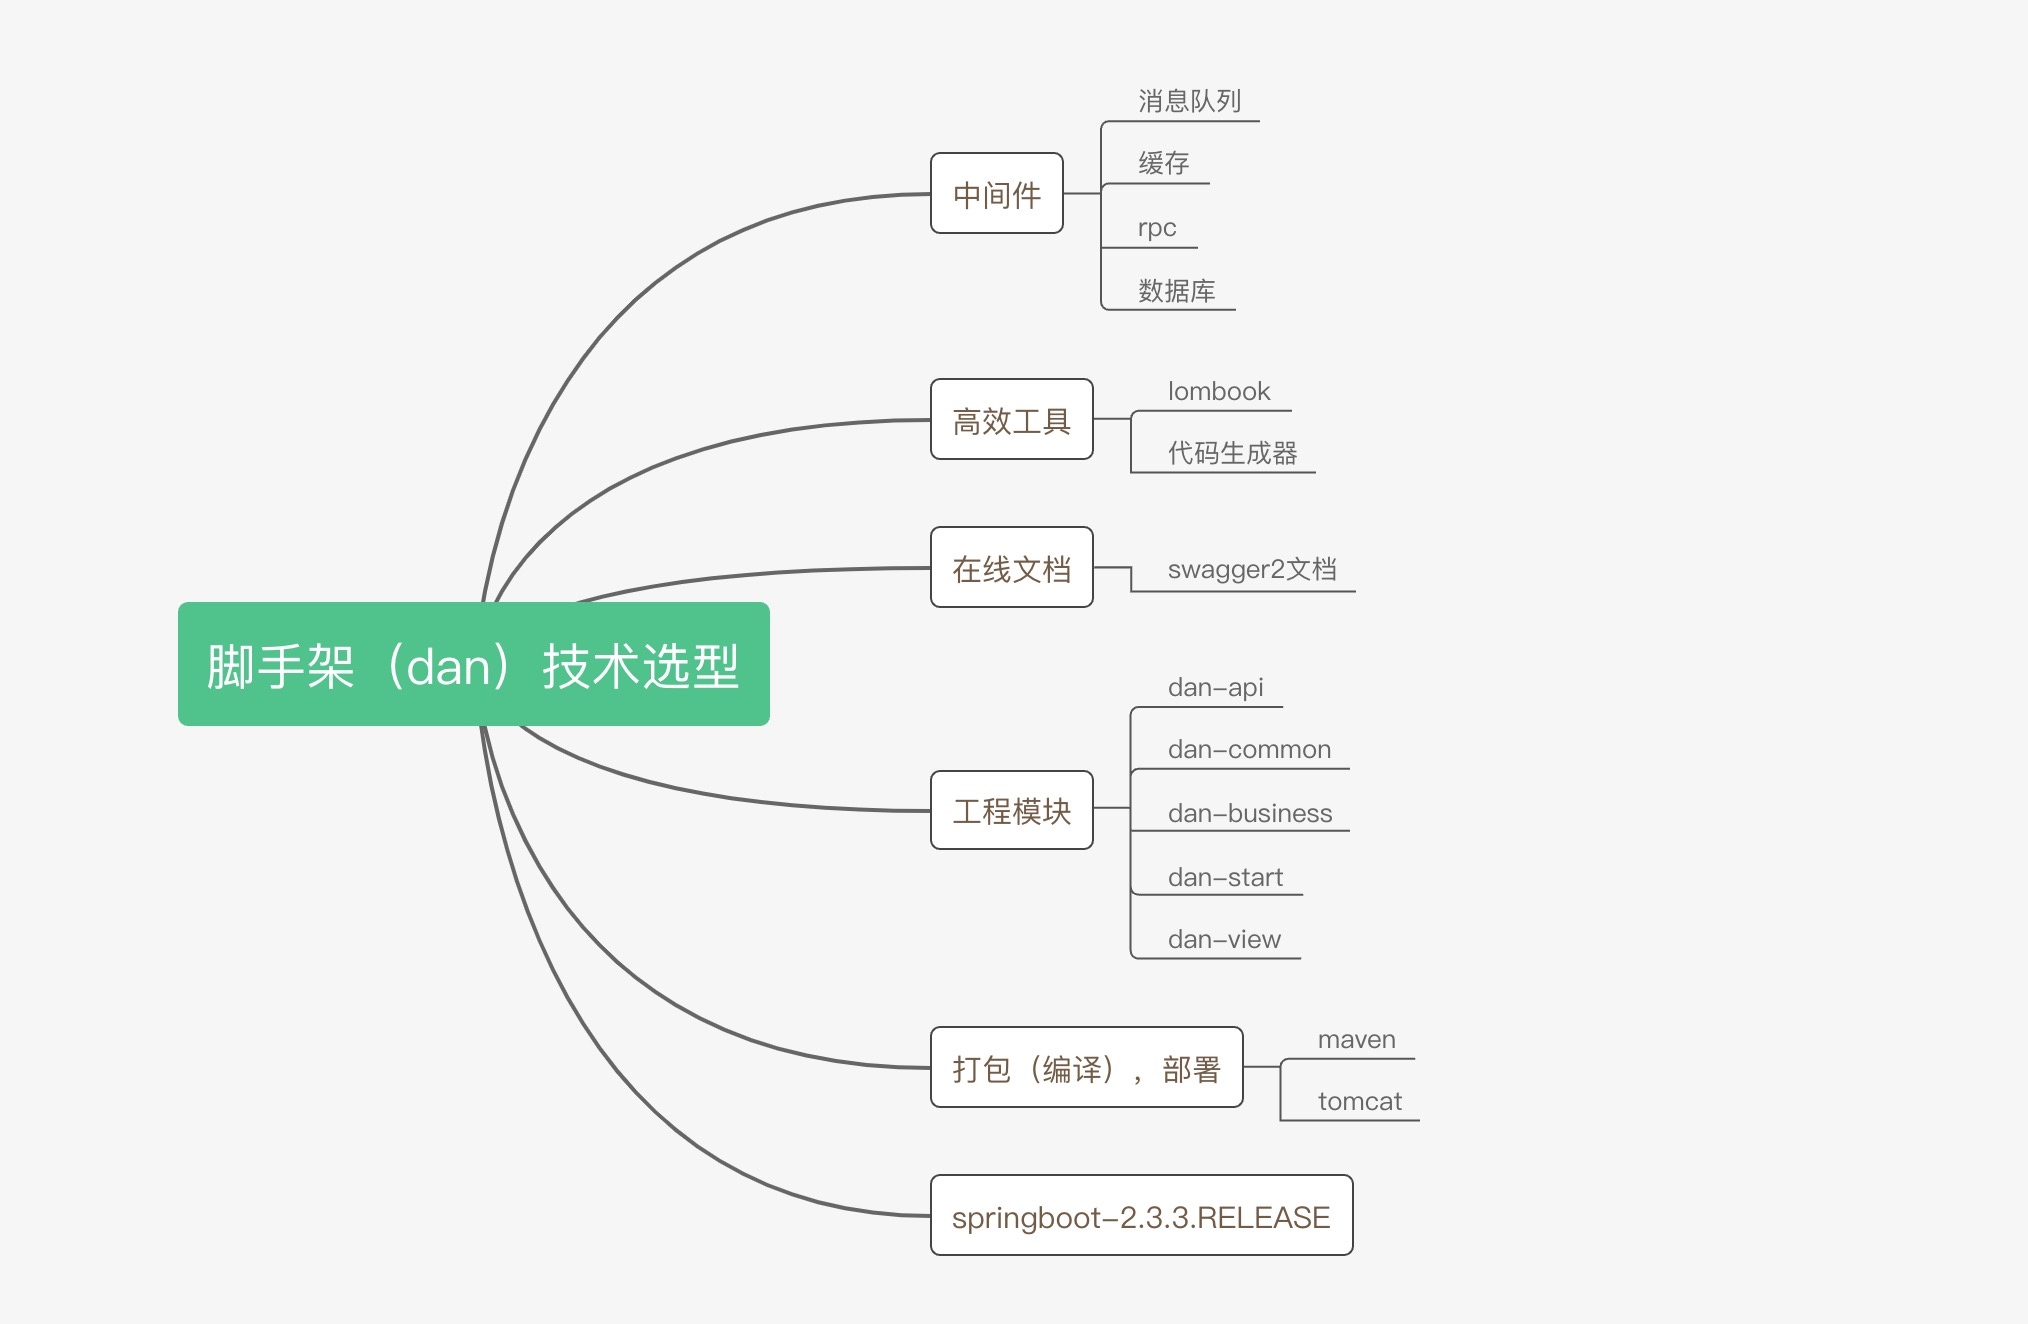 脚手架（dan）技术选型
中间件
消息队列
缓存
rpc
数据库
高效工具
lombook
代码生成器
在线文档
swagger2文档
工程模块
dan-api
dan-common
dan-business
dan-start
dan-view
打包（编译），部署
maven
tomcat
springboot-2.3.3.RELEASE